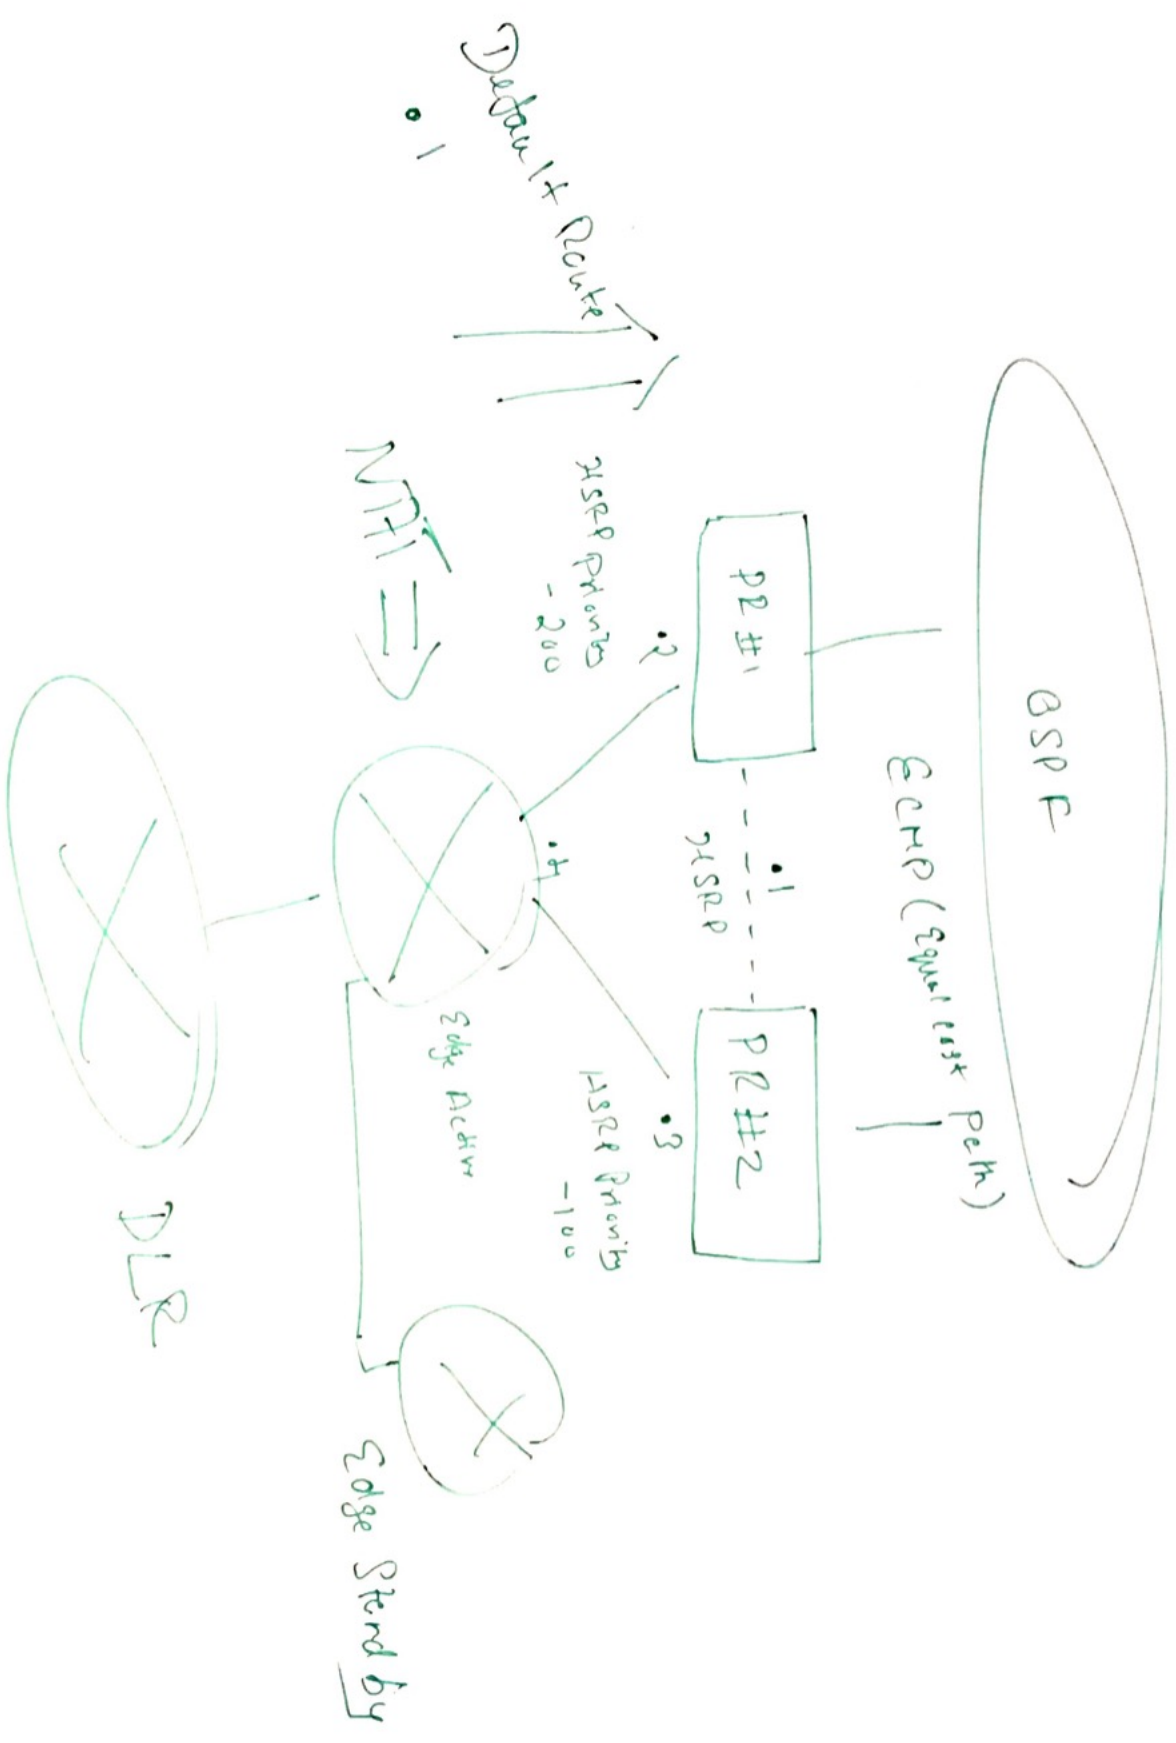 OSPF
ECMP (Equal cost Path)
PR #1
PR #2
.1
HSRP
.2
.3
HSRP Priority
- 200
HSRP Priority
- 100
Default Route
.1
.4
NAT
Edge Active
Edge Standby
DLR